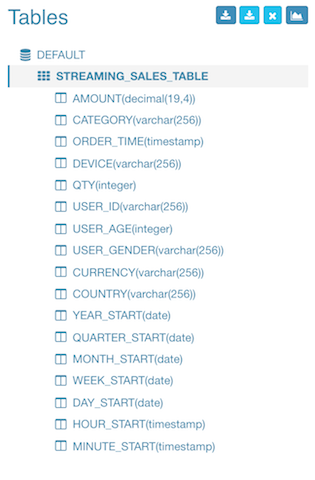 Tables
DEFAULT
STREAMING_SALES_TABLE
AMOUNT(decimal(19,4))
CATEGORY(varchar(256))
ORDER_TIME(timestamp)
DEVICE(varchar(256))
QTY(integer)
USER_ID(varchar(256))
USER_AGE(integer)
USER_GENDER(varchar(256))
CURRENCY(varchar(256))
COUNTRY(varchar(256))
YEAR_START(date)
QUARTER_START(date)
MONTH_START(date)
WEEK_START(date)
DAY_START(date)
HOUR_START(timestamp)
MINUTE_START(timestamp)